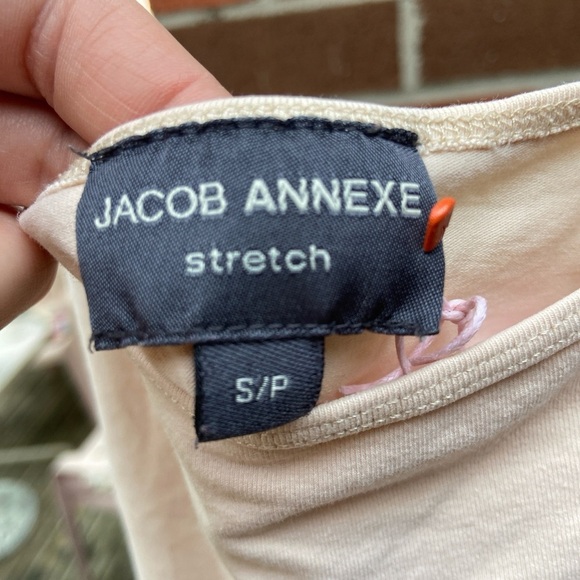 JACOB ANNEXE
stretch
S/P